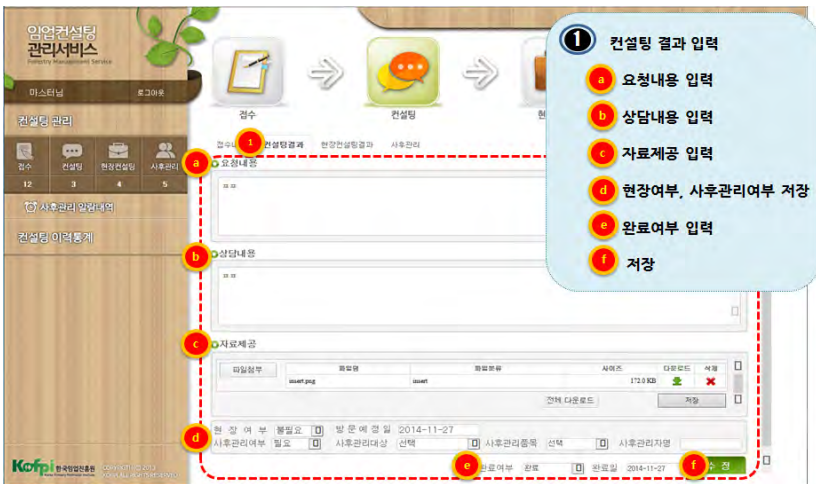 임업컨설팅
관리서비스
Forestry Management Service
마스터님 로그아웃
컨설팅 관리
접수 컨설팅 현장컨설팅 사후관리
12 3 4 5
사후관리 알람내역
컨설팅 이력통계
접수 컨설팅 현
접수내 1 컨설팅결과 현장컨설팅결과 사후관리
a 요청내용
ㅍㅍ
b 상담내용
ㅍㅍ
c 자료제공
파일첨부 파일명 파일분류 사이즈 다운로드 삭제
insert.png insert 172.0 KB
전체 다운로드 저장
d 현 장 여 부 불필요 방 문 예 정 일 2014-11-27
사후관리여부 필요 사후관리대상 선택 사후관리품목 선택 사후관리자명
e 완료여부 완료 완료일 2014-11-27 f 수 정
Kofpi 한국임업진흥원
1 컨설팅 결과 입력
a 요청내용 입력
b 상담내용 입력
c 자료제공 입력
d 현장여부, 사후관리여부 저장
e 완료여부 입력
f 저장